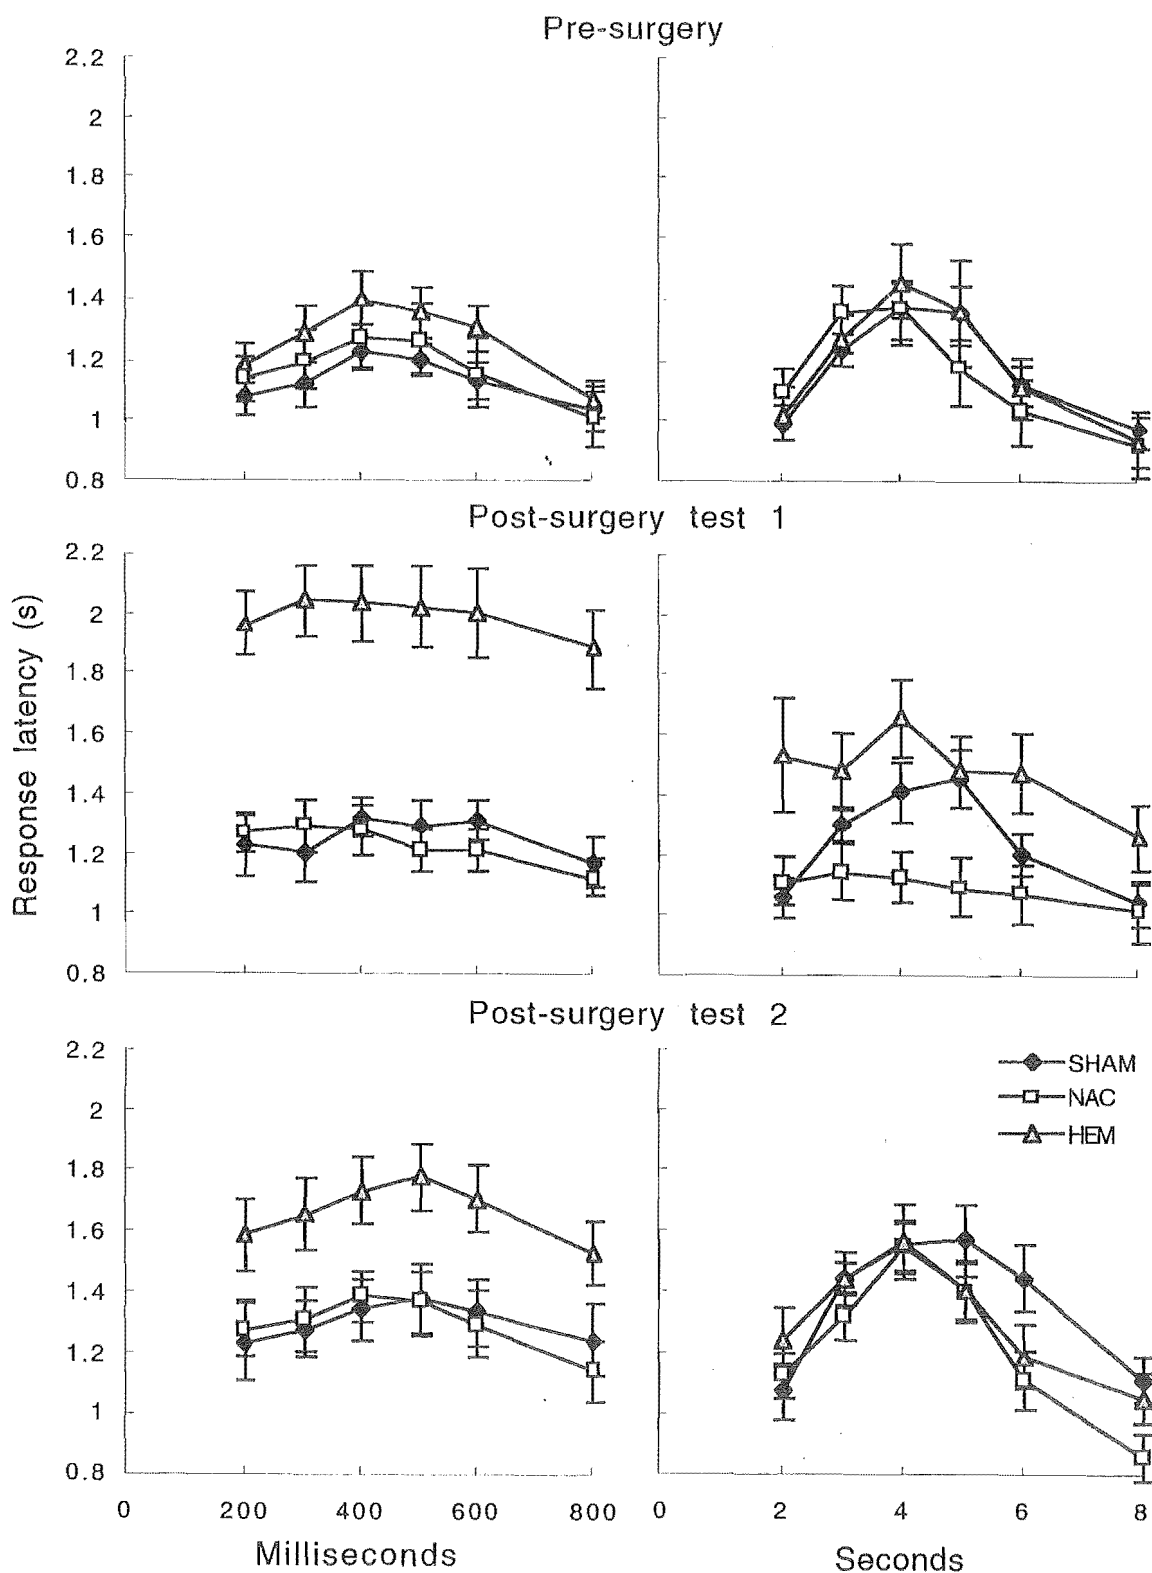 Pre-surgery
2.2
2
1.8
1.6
1.4
1.2
1
0.8
Post-surgery test 1
2.2
2
1.8
1.6
1.4
1.2
1
0.8
Response latency (s)
Post-surgery test 2
2.2
2
1.8
1.6
1.4
1.2
1
0.8
SHAM
NAC
HEM
0 200 400 600 800
0 2 4 6 8
Milliseconds
Seconds